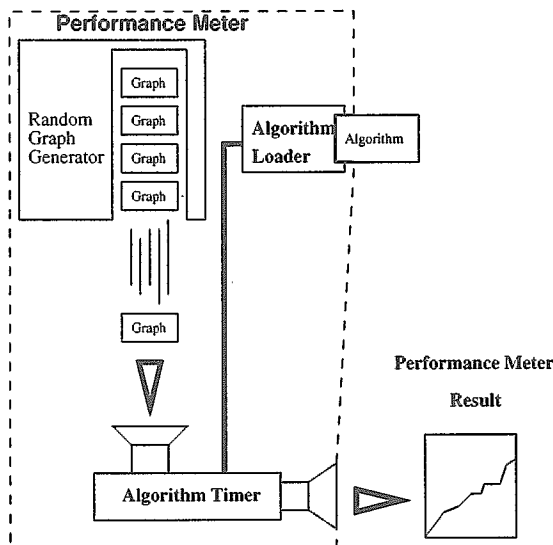 Performance Meter
Graph
Graph
Graph
Graph
Random
Graph
Generator
Algorithm
Loader
Algorithm
Graph
Performance Meter
Result
Algorithm Timer